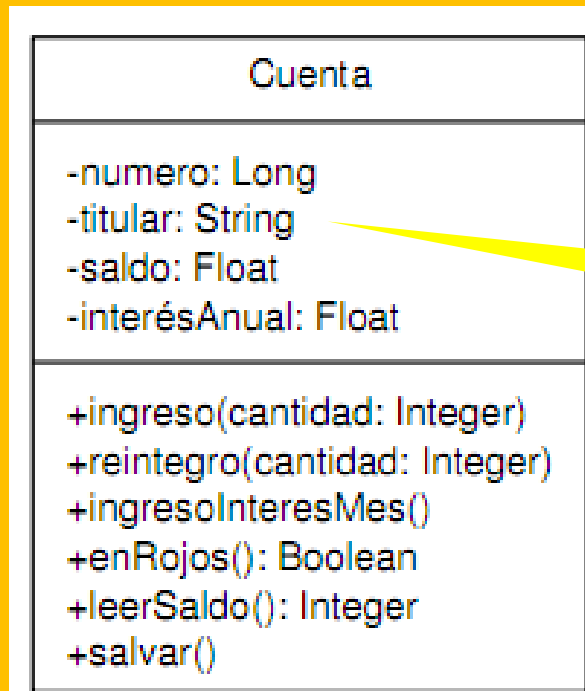 Cuenta
-numero: Long
-titular: String
-saldo: Float
-interésAnual: Float
+ingreso(cantidad: Integer)
+reintegro(cantidad: Integer)
+ingresoInteresMes()
+enRojos(): Boolean
+leerSaldo(): Integer
+salvar()